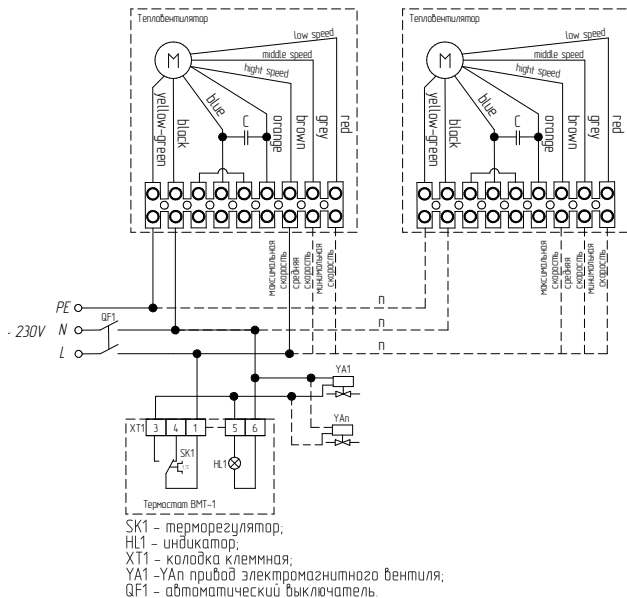 Тепловентилятор
Тепловентилятор
low speed
middle speed
hight speed
M
yellow-green
black
blue
C
orange
brown
grey
red
low speed
middle speed
hight speed
M
yellow-green
black
blue
C
orange
brown
grey
red
максимальная
скорость
средняя
скорость
минимальная
скорость
максимальная
скорость
средняя
скорость
минимальная
скорость
PE
п
QF1
~ 230V
N
п
L
п
YA1
YAn
XT1
3
4
1
5
6
SK1
t°C
HL1
Термостат ВМТ-1
SK1 - терморегулятор;
HL1 - индикатор;
XT1 - колодка клеммная;
YA1 -YAn привод электромагнитного вентиля;
QF1 - автоматический выключатель.